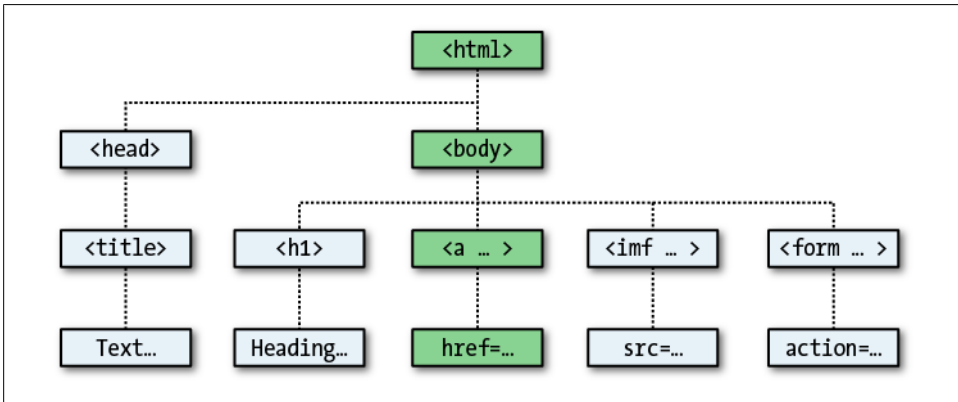 <html>
<head>
<body>
<title>
<h1>
<a … >
<imf … >
<form … >
Text…
Heading…
href=…
src=…
action=…